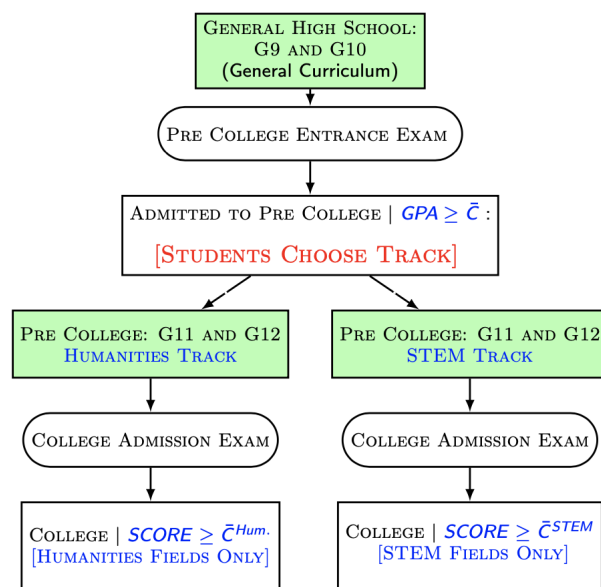 General High School:
G9 and G10
(General Curriculum)
Pre College Entrance Exam
Admitted to Pre College | GPA ≥ C̄ :
[Students Choose Track]
Pre College: G11 and G12
Humanities Track
Pre College: G11 and G12
STEM Track
College Admission Exam
College Admission Exam
College | SCORE ≥ C̄^Hum.
[Humanities Fields Only]
College | SCORE ≥ C̄^STEM
[STEM Fields Only]